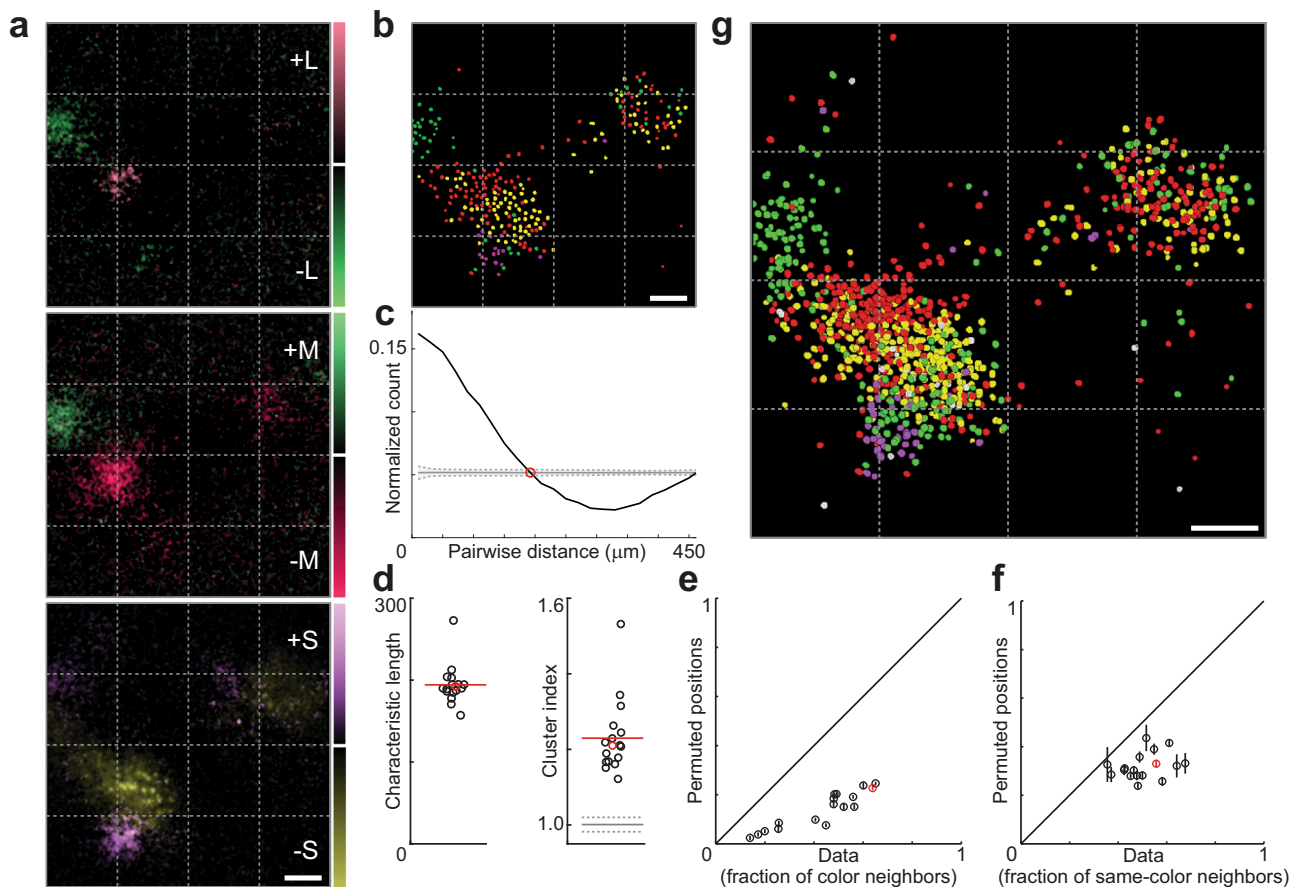 a
+L
-L
+M
-M
+S
-S
b
c
0.15
Normalized count
0
Pairwise distance (μm)
450
d
300
Characteristic length
0
1.6
Cluster index
1.0
e
1
Permuted positions
0
Data
1
(fraction of color neighbors)
f
1
Permuted positions
0
Data
1
(fraction of same-color neighbors)
g